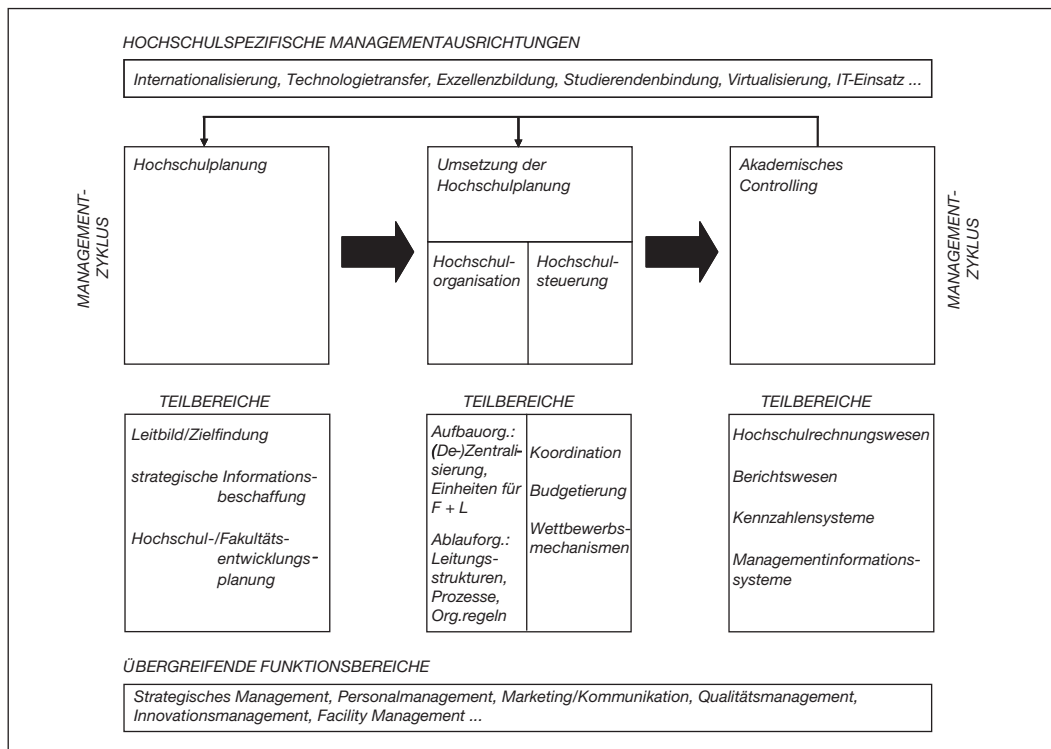 HOCHSCHULSPEZIFISCHE MANAGEMENTAUSRICHTUNGEN
Internationalisierung, Technologietransfer, Exzellenzbildung, Studierendenbindung, Virtualisierung, IT-Einsatz ...
MANAGEMENT-
ZYKLUS
Hochschulplanung
Umsetzung der
Hochschulplanung
Hochschul-
organisation
Hochschul-
steuerung
Akademisches
Controlling
MANAGEMENT-
ZYKLUS
TEILBEREICHE
Leitbild/Zielfindung
strategische Informations-
beschaffung
Hochschul-/Fakultäts-
entwicklungs-
planung
TEILBEREICHE
Aufbauorg.:
(De-)Zentrali-
sierung,
Einheiten für
F + L
Ablauforg.:
Leitungs-
strukturen,
Prozesse,
Org.regeln
Koordination
Budgetierung
Wettbewerbs-
mechanismen
TEILBEREICHE
Hochschulrechnungswesen
Berichtswesen
Kennzahlensysteme
Managementinformations-
systeme
ÜBERGREIFENDE FUNKTIONSBEREICHE
Strategisches Management, Personalmanagement, Marketing/Kommunikation, Qualitätsmanagement,
Innovationsmanagement, Facility Management ...